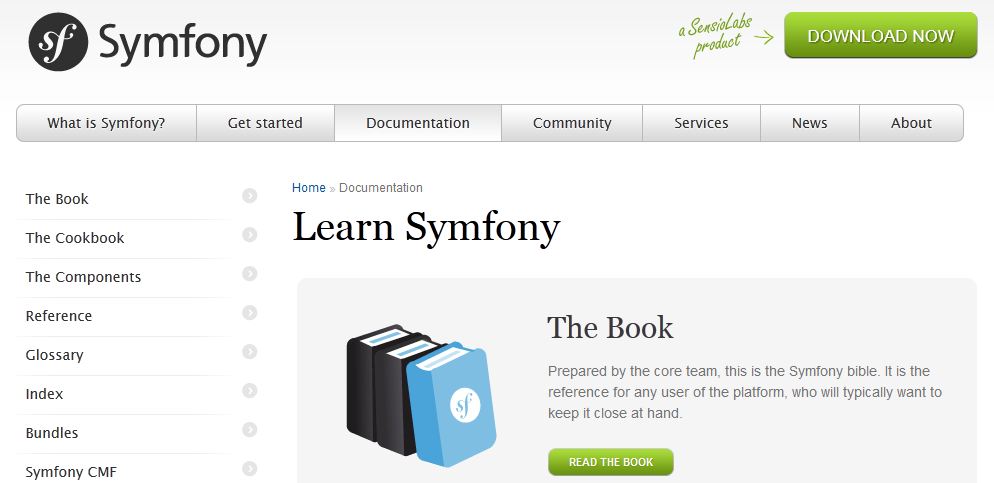 sf Symfony
a SensioLabs
product
DOWNLOAD NOW
What is Symfony? Get started Documentation Community Services News About
The Book
The Cookbook
The Components
Reference
Glossary
Index
Bundles
Symfony CMF
Home » Documentation
Learn Symfony
sf
The Book
Prepared by the core team, this is the Symfony bible. It is the
reference for any user of the platform, who will typically want to
keep it close at hand.
READ THE BOOK